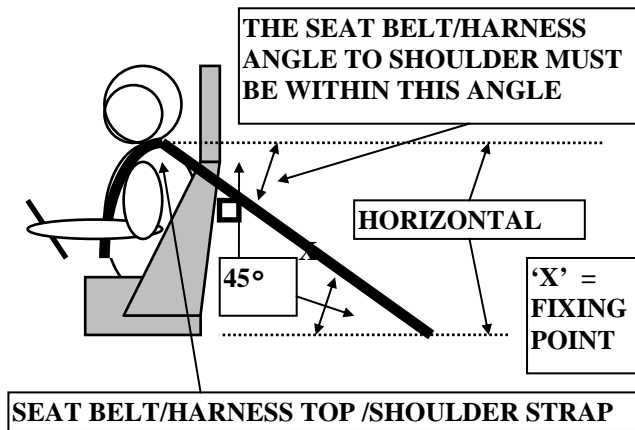 THE SEAT BELT/HARNESS
ANGLE TO SHOULDER MUST
BE WITHIN THIS ANGLE
HORIZONTAL
X
45°
‘X’ =
FIXING
POINT
SEAT BELT/HARNESS TOP /SHOULDER STRAP